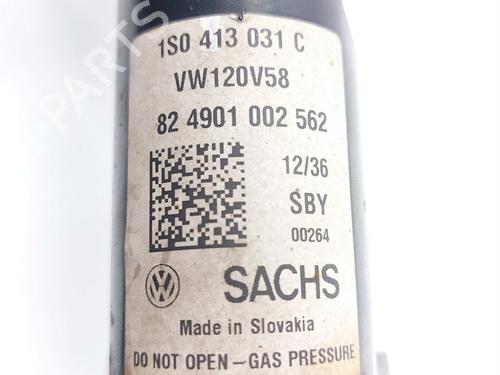 1S0 413 031 C
VW120V58
82 4901 002 562
12/36
SBY
00264
SACHS
Made in Slovakia
DO NOT OPEN – GAS PRESSURE